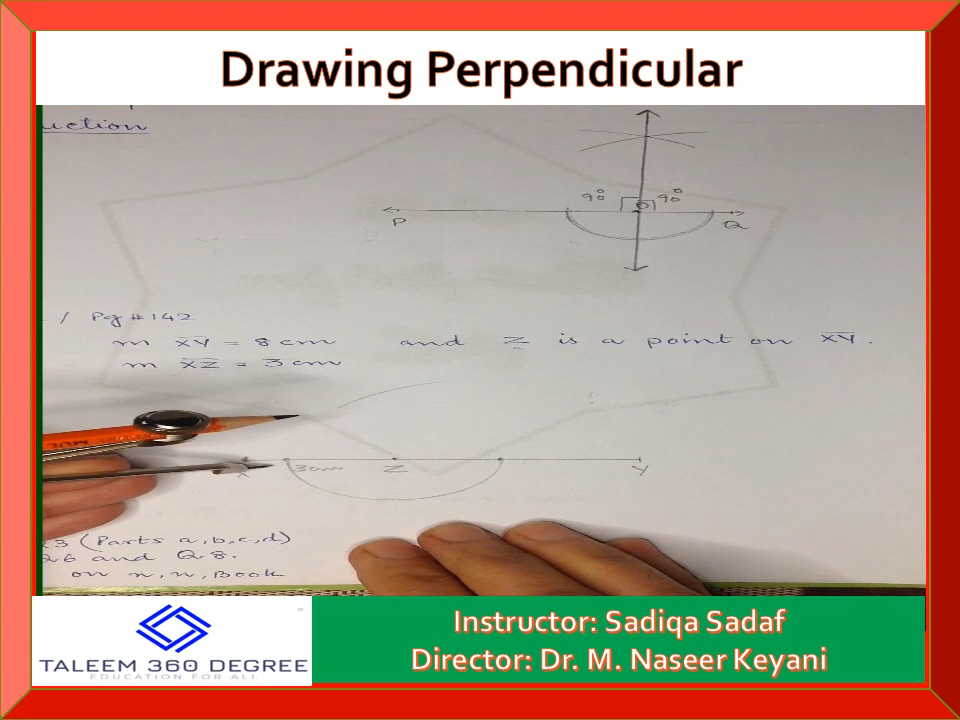 Drawing Perpendicular
uction
90° 90°
P Q
/ Pg # 142
m XY = 8 cm and Z is a point on XY.
m XZ = 3 cm
3cm Z Y
3 (Parts a, b, c, d)
Q6 and Q 8.
on n, n, Book
TALEEM 360 DEGREE
EDUCATION FOR ALL
Instructor: Sadiqa Sadaf
Director: Dr. M. Naseer Keyani